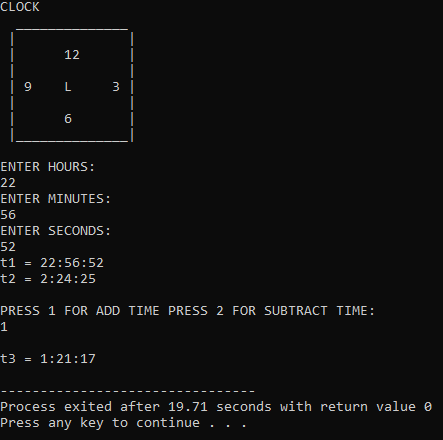 CLOCK
12
9 L 3
6
ENTER HOURS:
22
ENTER MINUTES:
56
ENTER SECONDS:
52
t1 = 22:56:52
t2 = 2:24:25
PRESS 1 FOR ADD TIME PRESS 2 FOR SUBTRACT TIME:
1
t3 = 1:21:17
--------------------------------
Process exited after 19.71 seconds with return value 0
Press any key to continue . . .